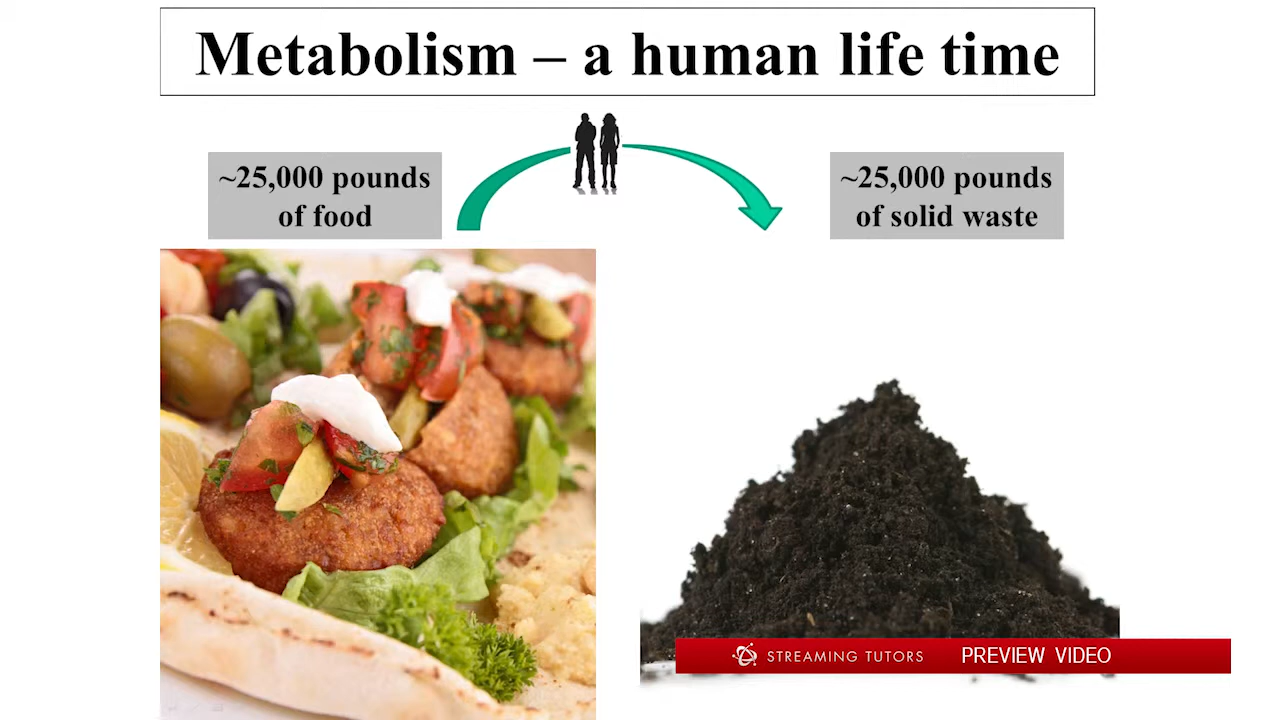 Metabolism – a human life time
~25,000 pounds
of food
~25,000 pounds
of solid waste
STREAMING TUTORS PREVIEW VIDEO